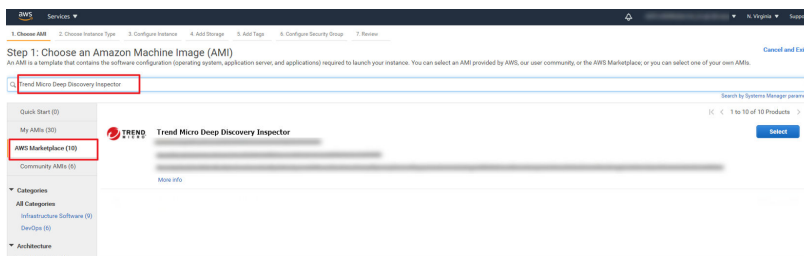 aws Services ▼ N. Virginia ▼ Suppo
1. Choose AMI 2. Choose Instance Type 3. Configure Instance 4. Add Storage 5. Add Tags 6. Configure Security Group 7. Review
Step 1: Choose an Amazon Machine Image (AMI) Cancel and Exi
An AMI is a template that contains the software configuration (operating system, application server, and applications) required to launch your instance. You can select an AMI provided by AWS, our user community, or the AWS Marketplace; or you can select one of your own AMIs.
Trend Micro Deep Discovery Inspector
Search by Systems Manager param
Quick Start (0) |< < 1 to 10 of 10 Products >
My AMIs (30)
TREND MICRO Trend Micro Deep Discovery Inspector Select
AWS Marketplace (10)
Community AMIs (6)
More info
▼ Categories
All Categories
Infrastructure Software (9)
DevOps (6)
▼ Architecture